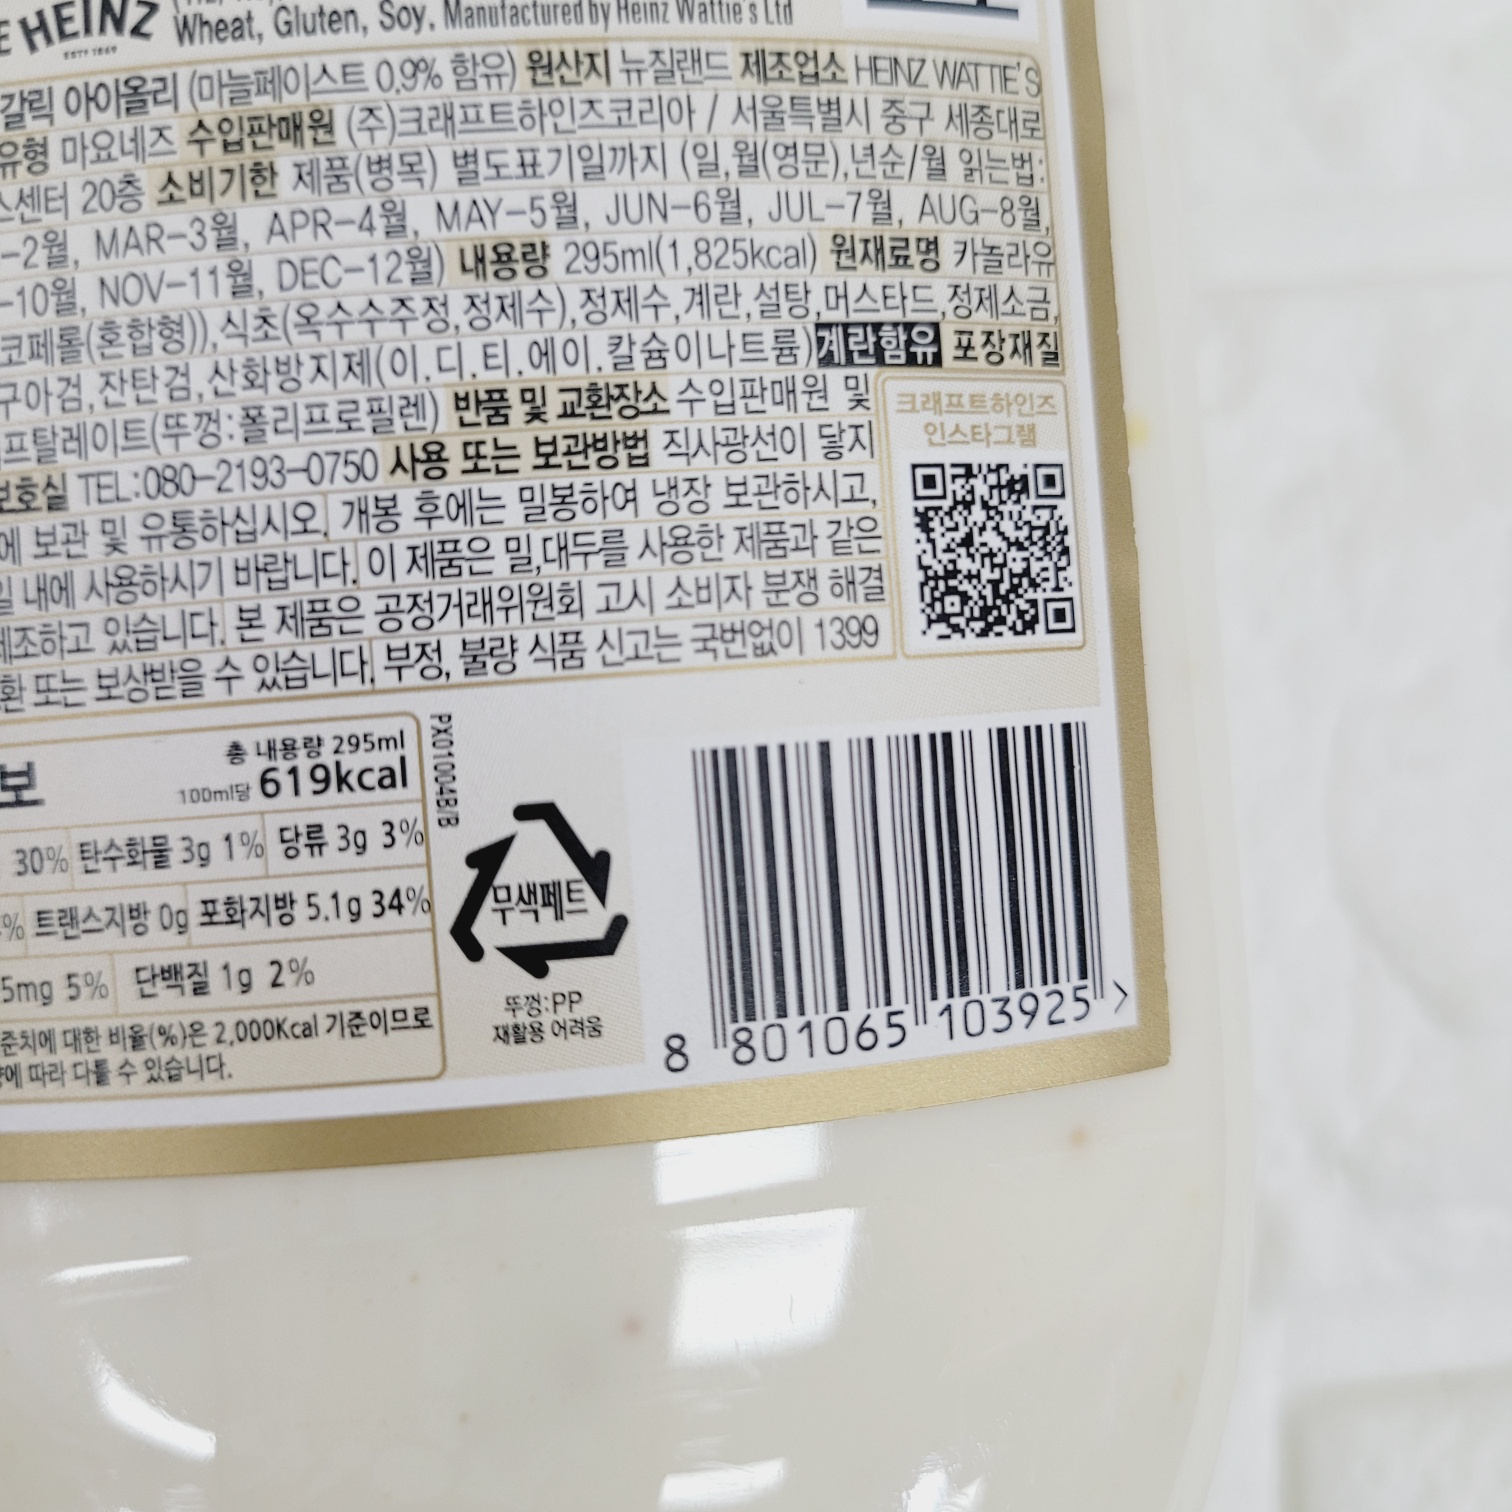 HEINZ
ESTD 1869
Wheat, Gluten, Soy. Manufactured by Heinz Wattie's Ltd
갈릭 아이올리 (마늘페이스트 0.9% 함유) 원산지 뉴질랜드 제조업소 HEINZ WATTIE'S
유형 마요네즈 수입판매원 (주)크래프트하인즈코리아 / 서울특별시 중구 세종대로
스센터 20층 소비기한 제품(병목) 별도표기일까지 (일,월(영문),년순/월 읽는법:
-2월, MAR-3월, APR-4월, MAY-5월, JUN-6월, JUL-7월, AUG-8월,
-10월, NOV-11월, DEC-12월) 내용량 295ml(1,825kcal) 원재료명 카놀라유
코페롤(혼합형)),식초(옥수수주정,정제수),정제수,계란,설탕,머스타드,정제소금,
구아검,잔탄검,산화방지제(이.디.티.에이.칼슘이나트륨)계란함유 포장재질
프탈레이트(뚜껑:폴리프로필렌) 반품 및 교환장소 수입판매원 및
보호실 TEL:080-2193-0750 사용 또는 보관방법 직사광선이 닿지
에 보관 및 유통하십시오. 개봉 후에는 밀봉하여 냉장 보관하시고,
일 내에 사용하시기 바랍니다. 이 제품은 밀,대두를 사용한 제품과 같은
제조하고 있습니다. 본 제품은 공정거래위원회 고시 소비자 분쟁 해결
환 또는 보상받을 수 있습니다. 부정, 불량 식품 신고는 국번없이 1399
크래프트하인즈
인스타그램
보
총 내용량 295ml
100ml당 619kcal
30% 탄수화물 3g 1% 당류 3g 3%
% 트랜스지방 0g 포화지방 5.1g 34%
5mg 5% 단백질 1g 2%
준치에 대한 비율(%)은 2,000Kcal 기준이므로
에 따라 다를 수 있습니다.
PX01004B/B
무색페트
뚜껑:PP
재활용 어려움
8 801065 103925 >